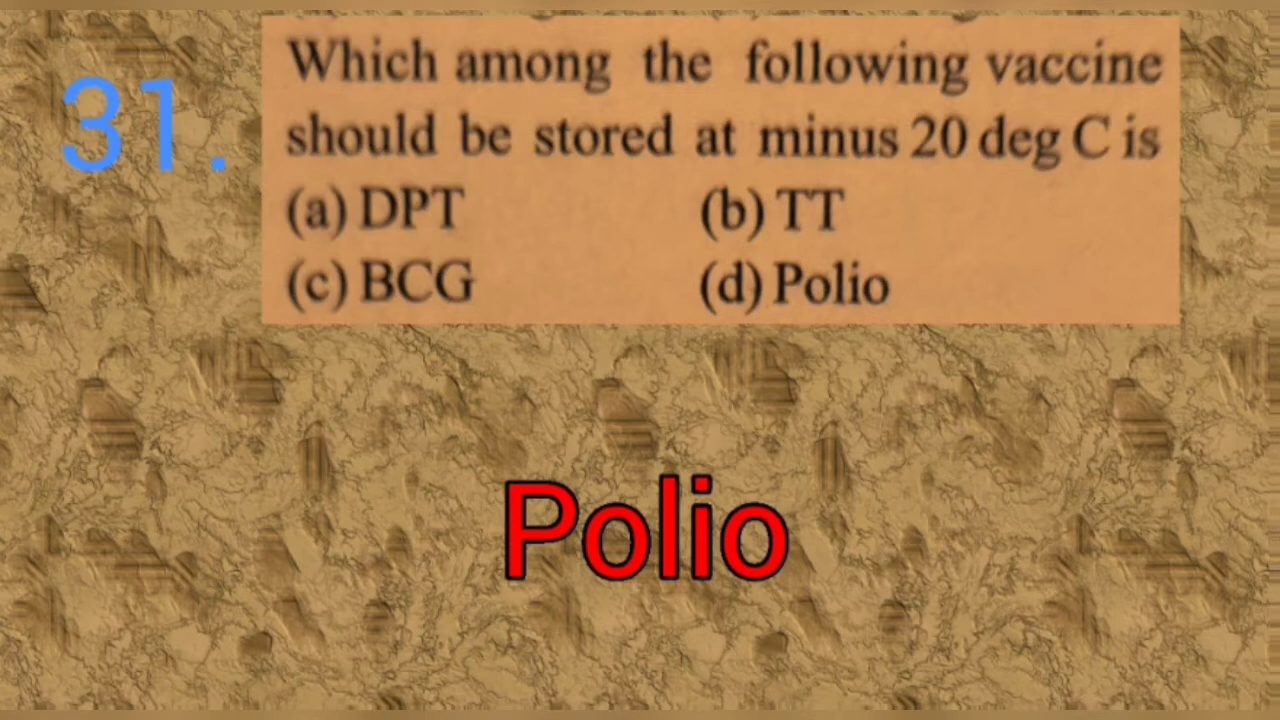 31.
Which among the following vaccine
should be stored at minus 20 deg C is
(a) DPT (b) TT
(c) BCG (d) Polio
Polio